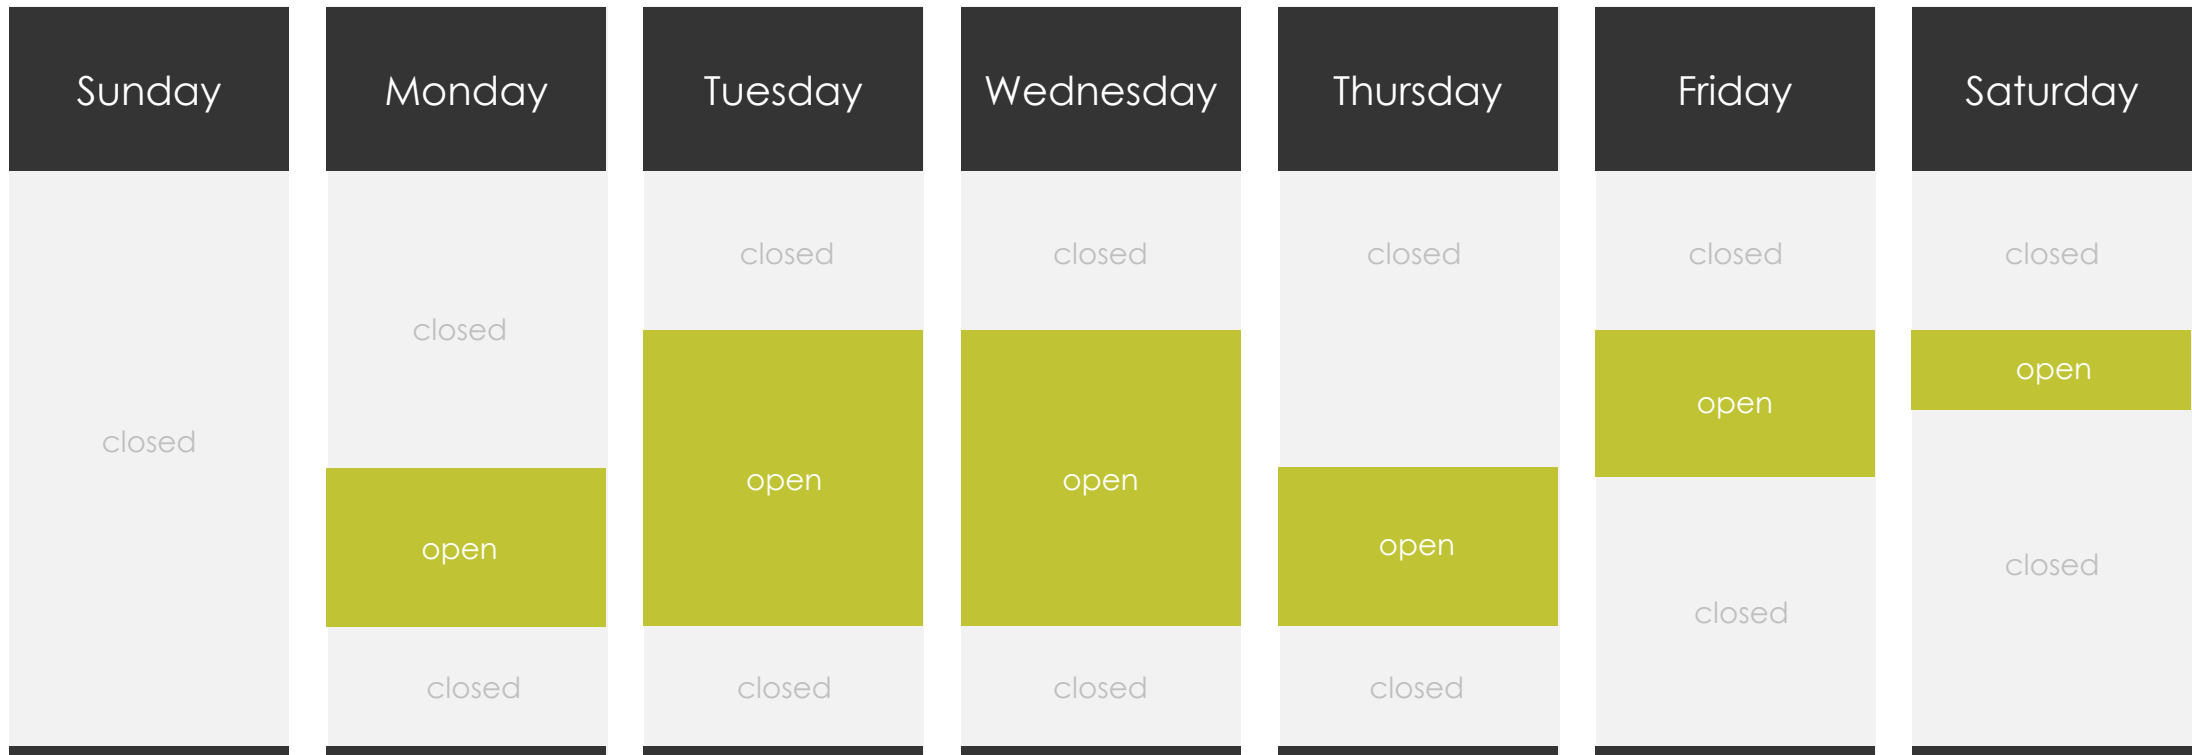 Sunday
closed
Monday
closed
open
closed
Tuesday
closed
open
closed
Wednesday
closed
open
closed
Thursday
closed
open
closed
Friday
closed
open
closed
Saturday
closed
open
closed